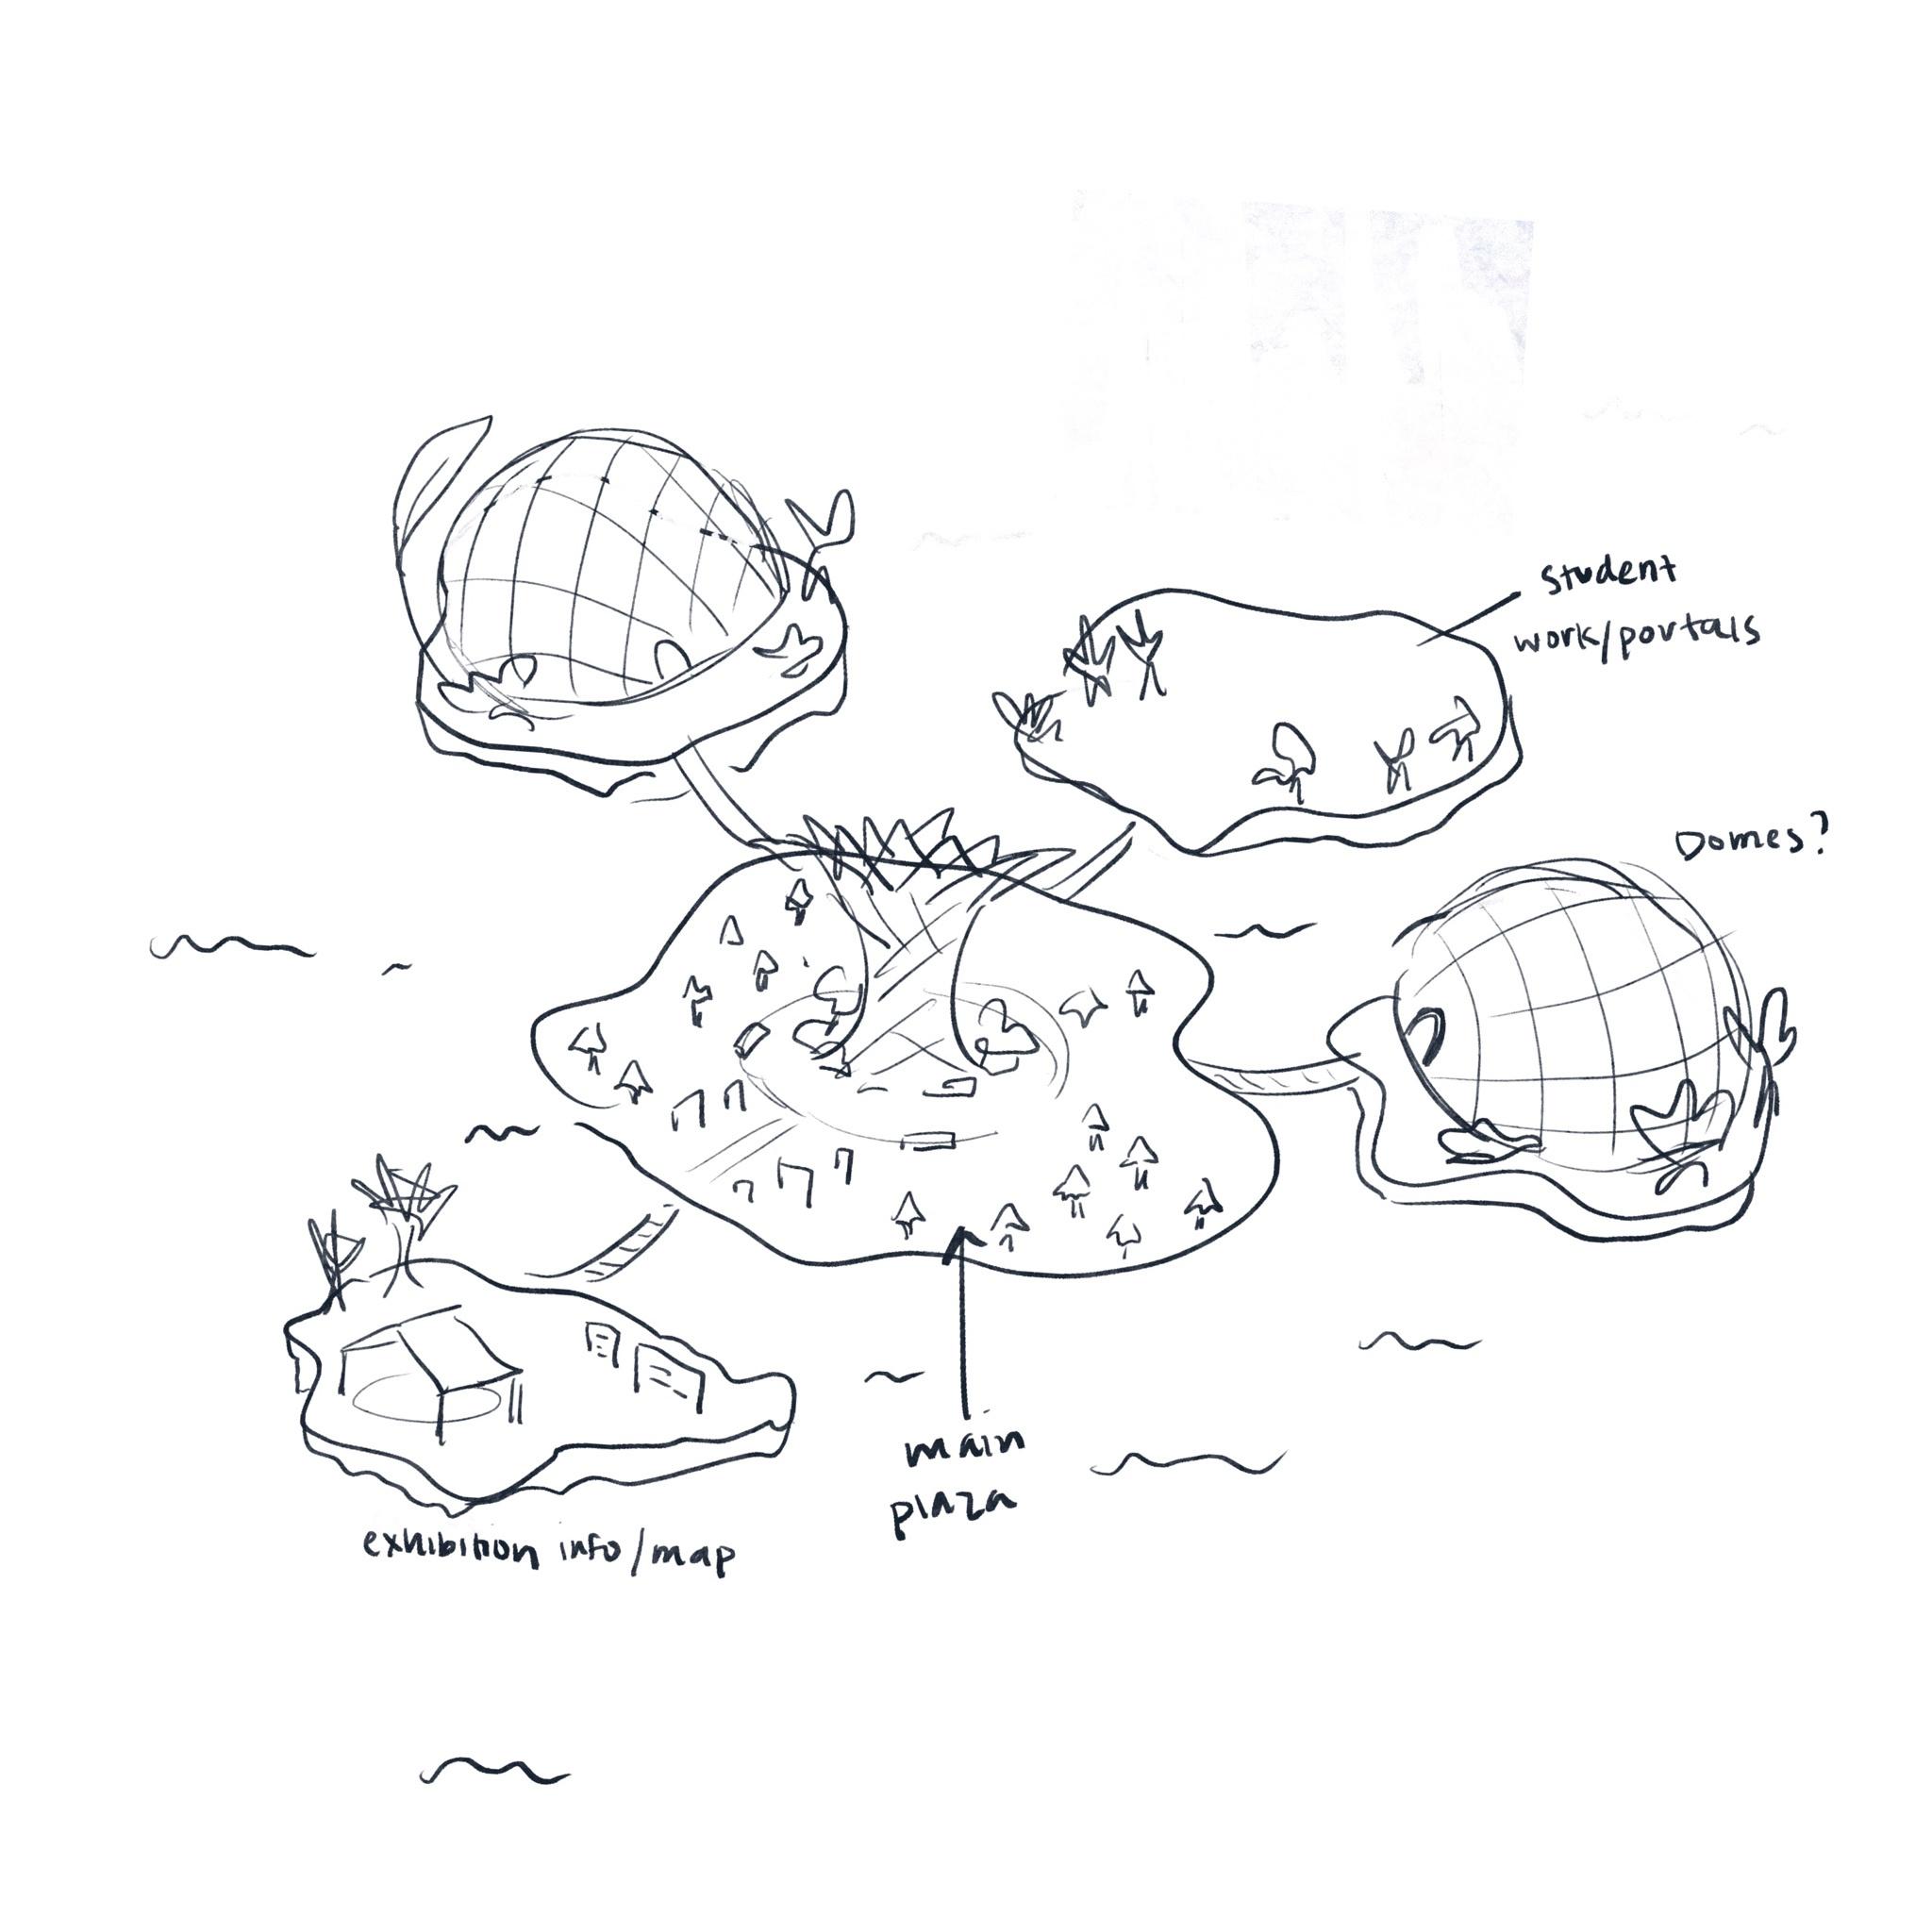 student
work/portals
Domes?
main
plaza
exhibition info/map